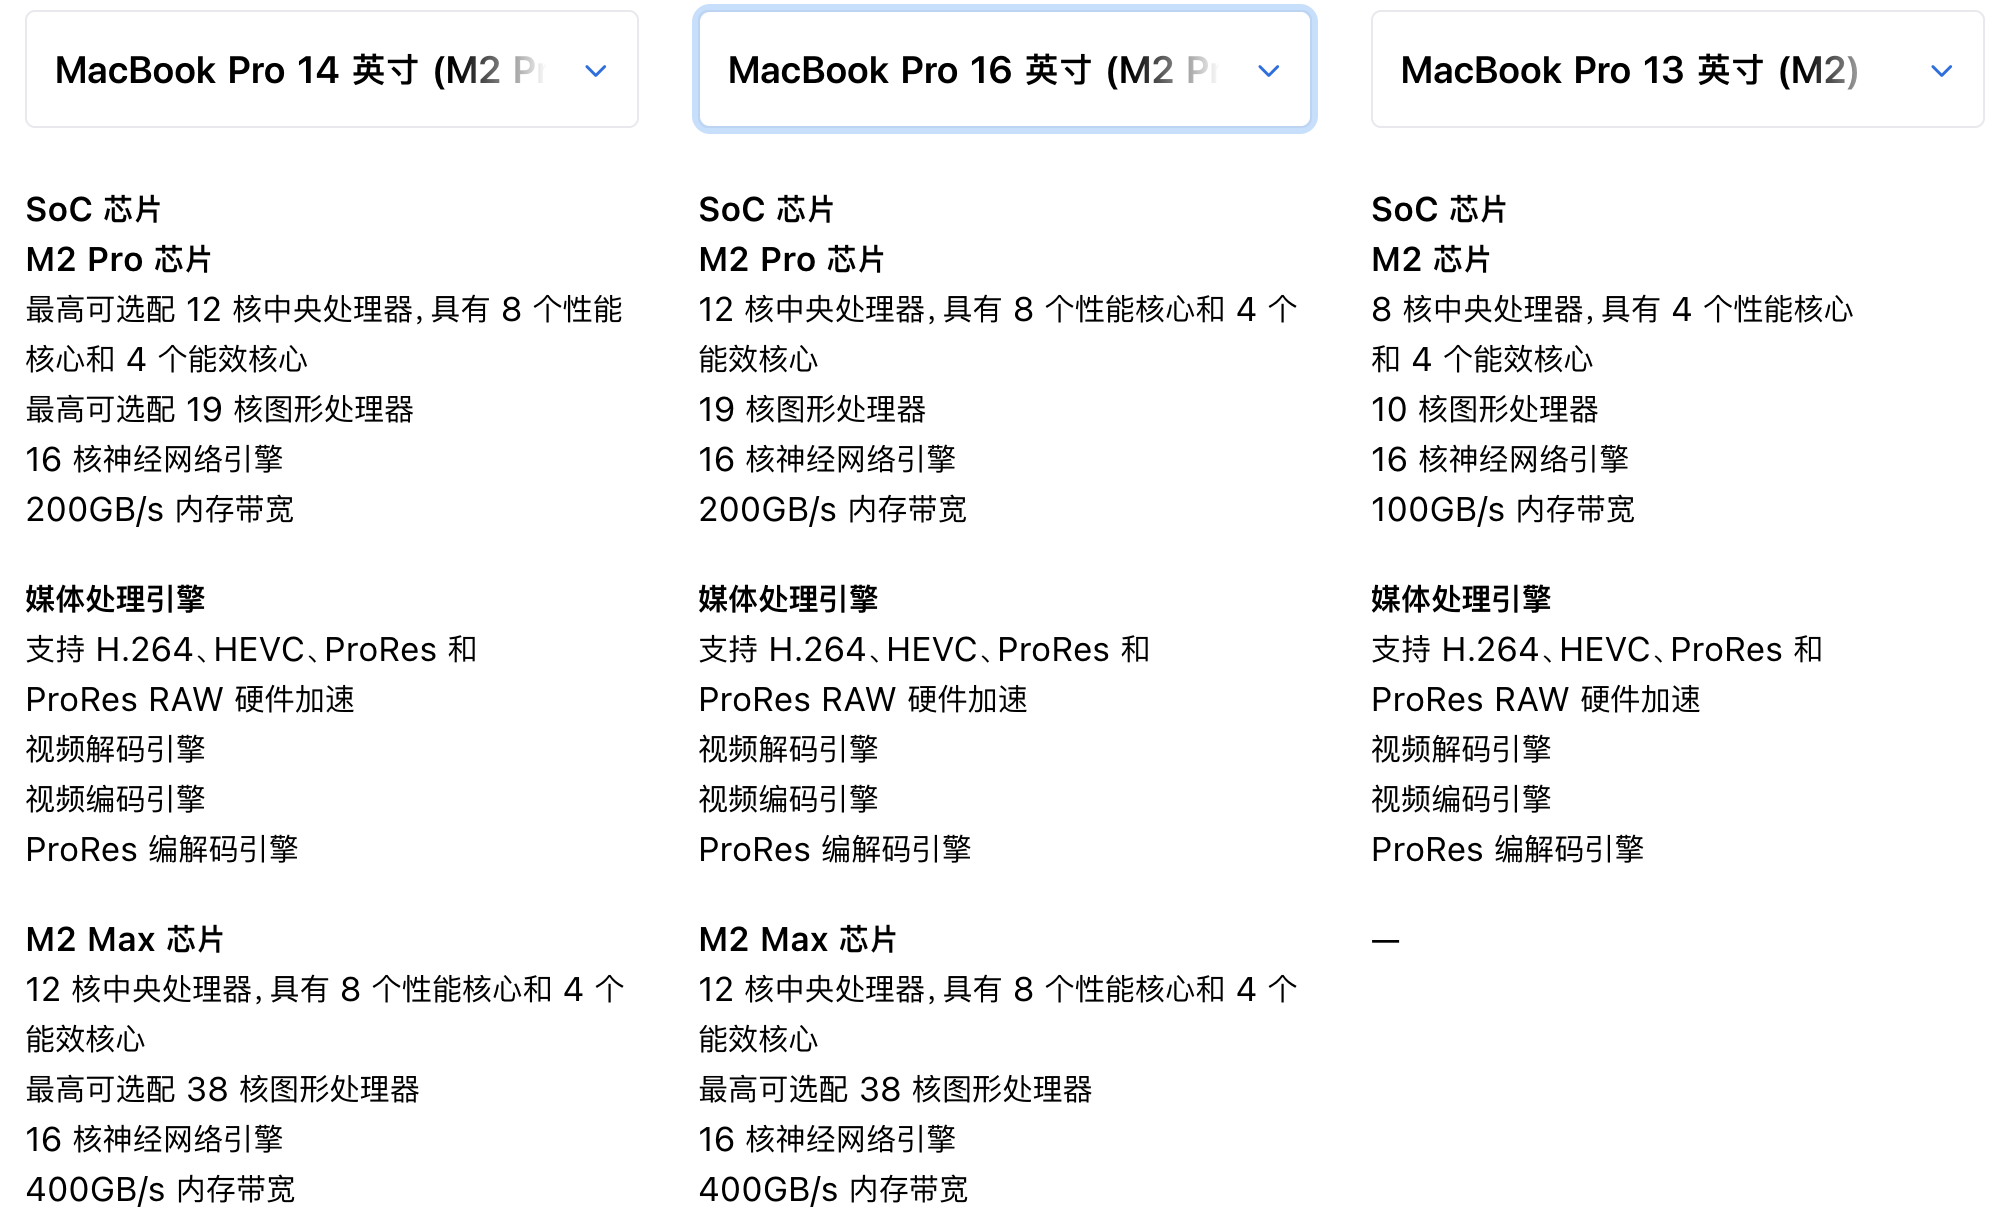 MacBook Pro 14 英寸 (M2 Pr
SoC 芯片
M2 Pro 芯片
最高可选配 12 核中央处理器，具有 8 个性能
核心和 4 个能效核心
最高可选配 19 核图形处理器
16 核神经网络引擎
200GB/s 内存带宽
媒体处理引擎
支持 H.264、HEVC、ProRes 和
ProRes RAW 硬件加速
视频解码引擎
视频编码引擎
ProRes 编解码引擎
M2 Max 芯片
12 核中央处理器，具有 8 个性能核心和 4 个
能效核心
最高可选配 38 核图形处理器
16 核神经网络引擎
400GB/s 内存带宽
MacBook Pro 16 英寸 (M2 Pr
SoC 芯片
M2 Pro 芯片
12 核中央处理器，具有 8 个性能核心和 4 个
能效核心
19 核图形处理器
16 核神经网络引擎
200GB/s 内存带宽
媒体处理引擎
支持 H.264、HEVC、ProRes 和
ProRes RAW 硬件加速
视频解码引擎
视频编码引擎
ProRes 编解码引擎
M2 Max 芯片
12 核中央处理器，具有 8 个性能核心和 4 个
能效核心
最高可选配 38 核图形处理器
16 核神经网络引擎
400GB/s 内存带宽
MacBook Pro 13 英寸 (M2)
SoC 芯片
M2 芯片
8 核中央处理器，具有 4 个性能核心
和 4 个能效核心
10 核图形处理器
16 核神经网络引擎
100GB/s 内存带宽
媒体处理引擎
支持 H.264、HEVC、ProRes 和
ProRes RAW 硬件加速
视频解码引擎
视频编码引擎
ProRes 编解码引擎
—